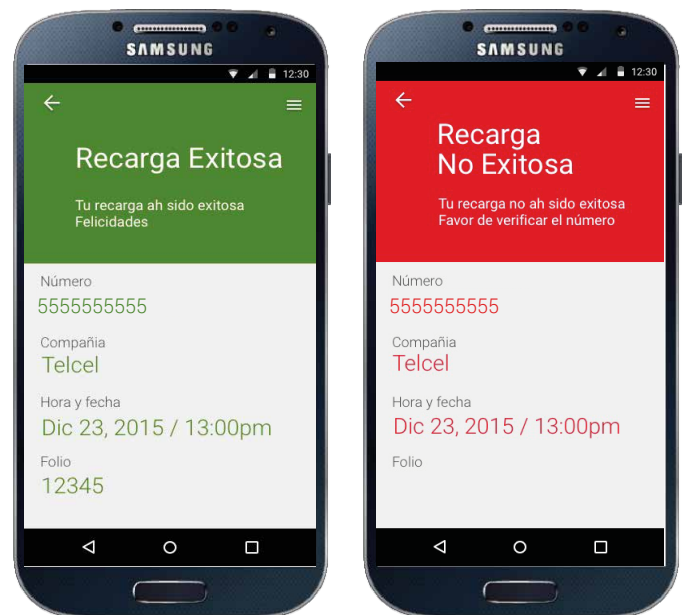 SAMSUNG
12:30
Recarga Exitosa
Tu recarga ah sido exitosa
Felicidades
Número
5555555555
Compañia
Telcel
Hora y fecha
Dic 23, 2015 / 13:00pm
Folio
12345
SAMSUNG
12:30
Recarga
No Exitosa
Tu recarga no ah sido exitosa
Favor de verificar el número
Número
5555555555
Compañia
Telcel
Hora y fecha
Dic 23, 2015 / 13:00pm
Folio